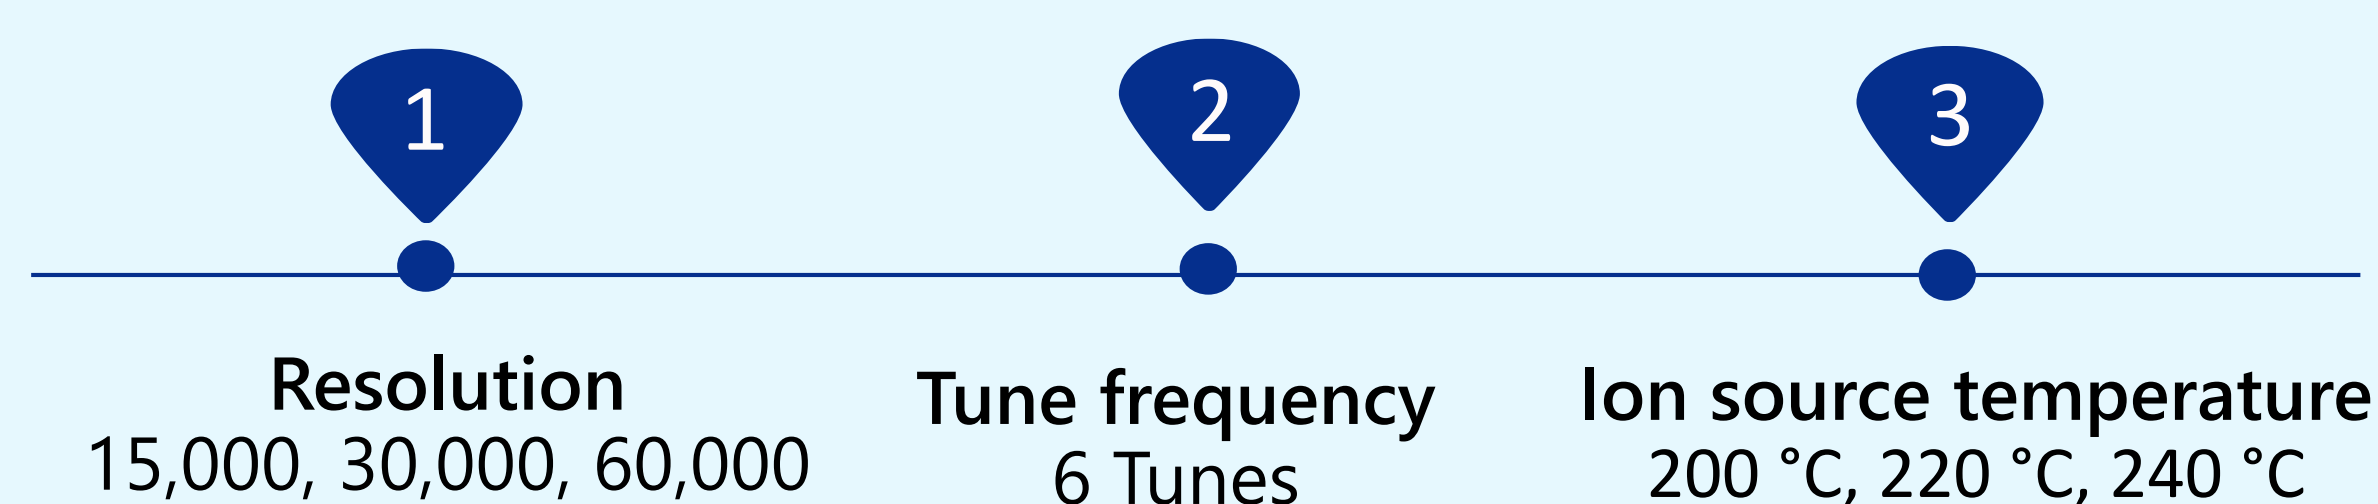 1
2
3
Resolution
15,000, 30,000, 60,000
Tune frequency
6 Tunes
Ion source temperature
200 °C, 220 °C, 240 °C